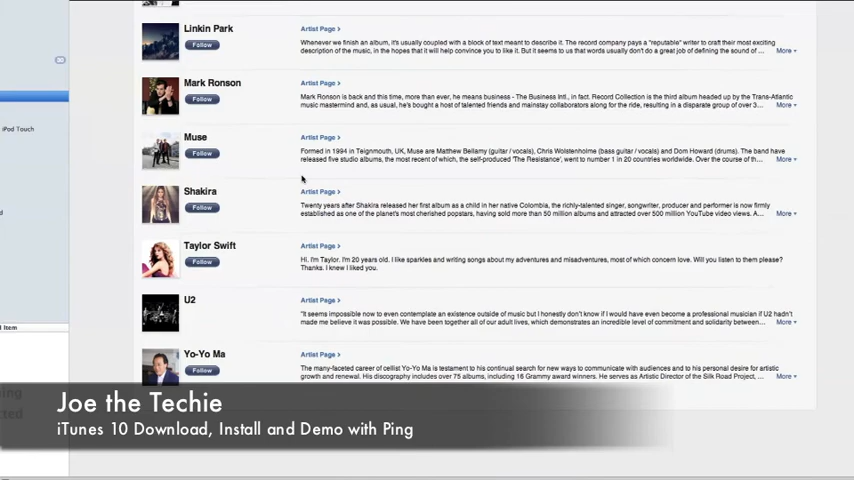 Linkin Park
Follow
Artist Page >
Whenever we finish an album, it's usually coupled with a block of text meant to describe it. The record company pays a "reputable" writer to craft their most exciting
description of the music, in the hopes that it will help convince you to like it. But it seems to us that words usually don't do a great job of defining the sound of ...
More
Mark Ronson
Follow
Artist Page >
Mark Ronson is back and this time, more than ever, he means business - The Business Intl., in fact. Record Collection is the third album headed up by the Trans-Atlantic
music mastermind and, as usual, he's bought a host of talented friends and mainstay collaborators along for the ride, resulting in a disparate group of over 3...
More
Muse
Follow
Artist Page >
Formed in 1994 in Teignmouth, UK, Muse are Matthew Bellamy (guitar / vocals), Chris Wolstenholme (bass guitar / vocals) and Dom Howard (drums). The band have
released five studio albums, the most recent of which, the self-produced 'The Resistance', went to number 1 in 20 countries worldwide. Over the course of th...
More
Shakira
Follow
Artist Page >
Twenty years after Shakira released her first album as a child in her native Colombia, the richly-talented singer, songwriter, producer and performer is now firmly
established as one of the planet's most cherished popstars, having sold more than 50 million albums and attracted over 500 million YouTube video views. A...
More
Taylor Swift
Follow
Artist Page >
Hi. I'm Taylor. I'm 20 years old. I like sparkles and writing songs about my adventures and misadventures, most of which concern love. Will you listen to them please?
Thanks. I knew I liked you.
U2
Artist Page >
"It seems impossible now to even contemplate an existence outside of music but I honestly don't know if I would have even become a professional musician if U2 hadn't
made me believe it was possible. We have been together all of our adult lives, which demonstrates an incredible level of commitment and solidarity between...
More
Yo-Yo Ma
Follow
Artist Page >
The many-faceted career of cellist Yo-Yo Ma is testament to his continual search for new ways to communicate with audiences and to his personal desire for artistic
growth and renewal. His discography includes over 75 albums, including 16 Grammy award winners. He serves as Artistic Director of the Silk Road Project, ...
More
iPod Touch
d Item
Joe the Techie
iTunes 10 Download, Install and Demo with Ping